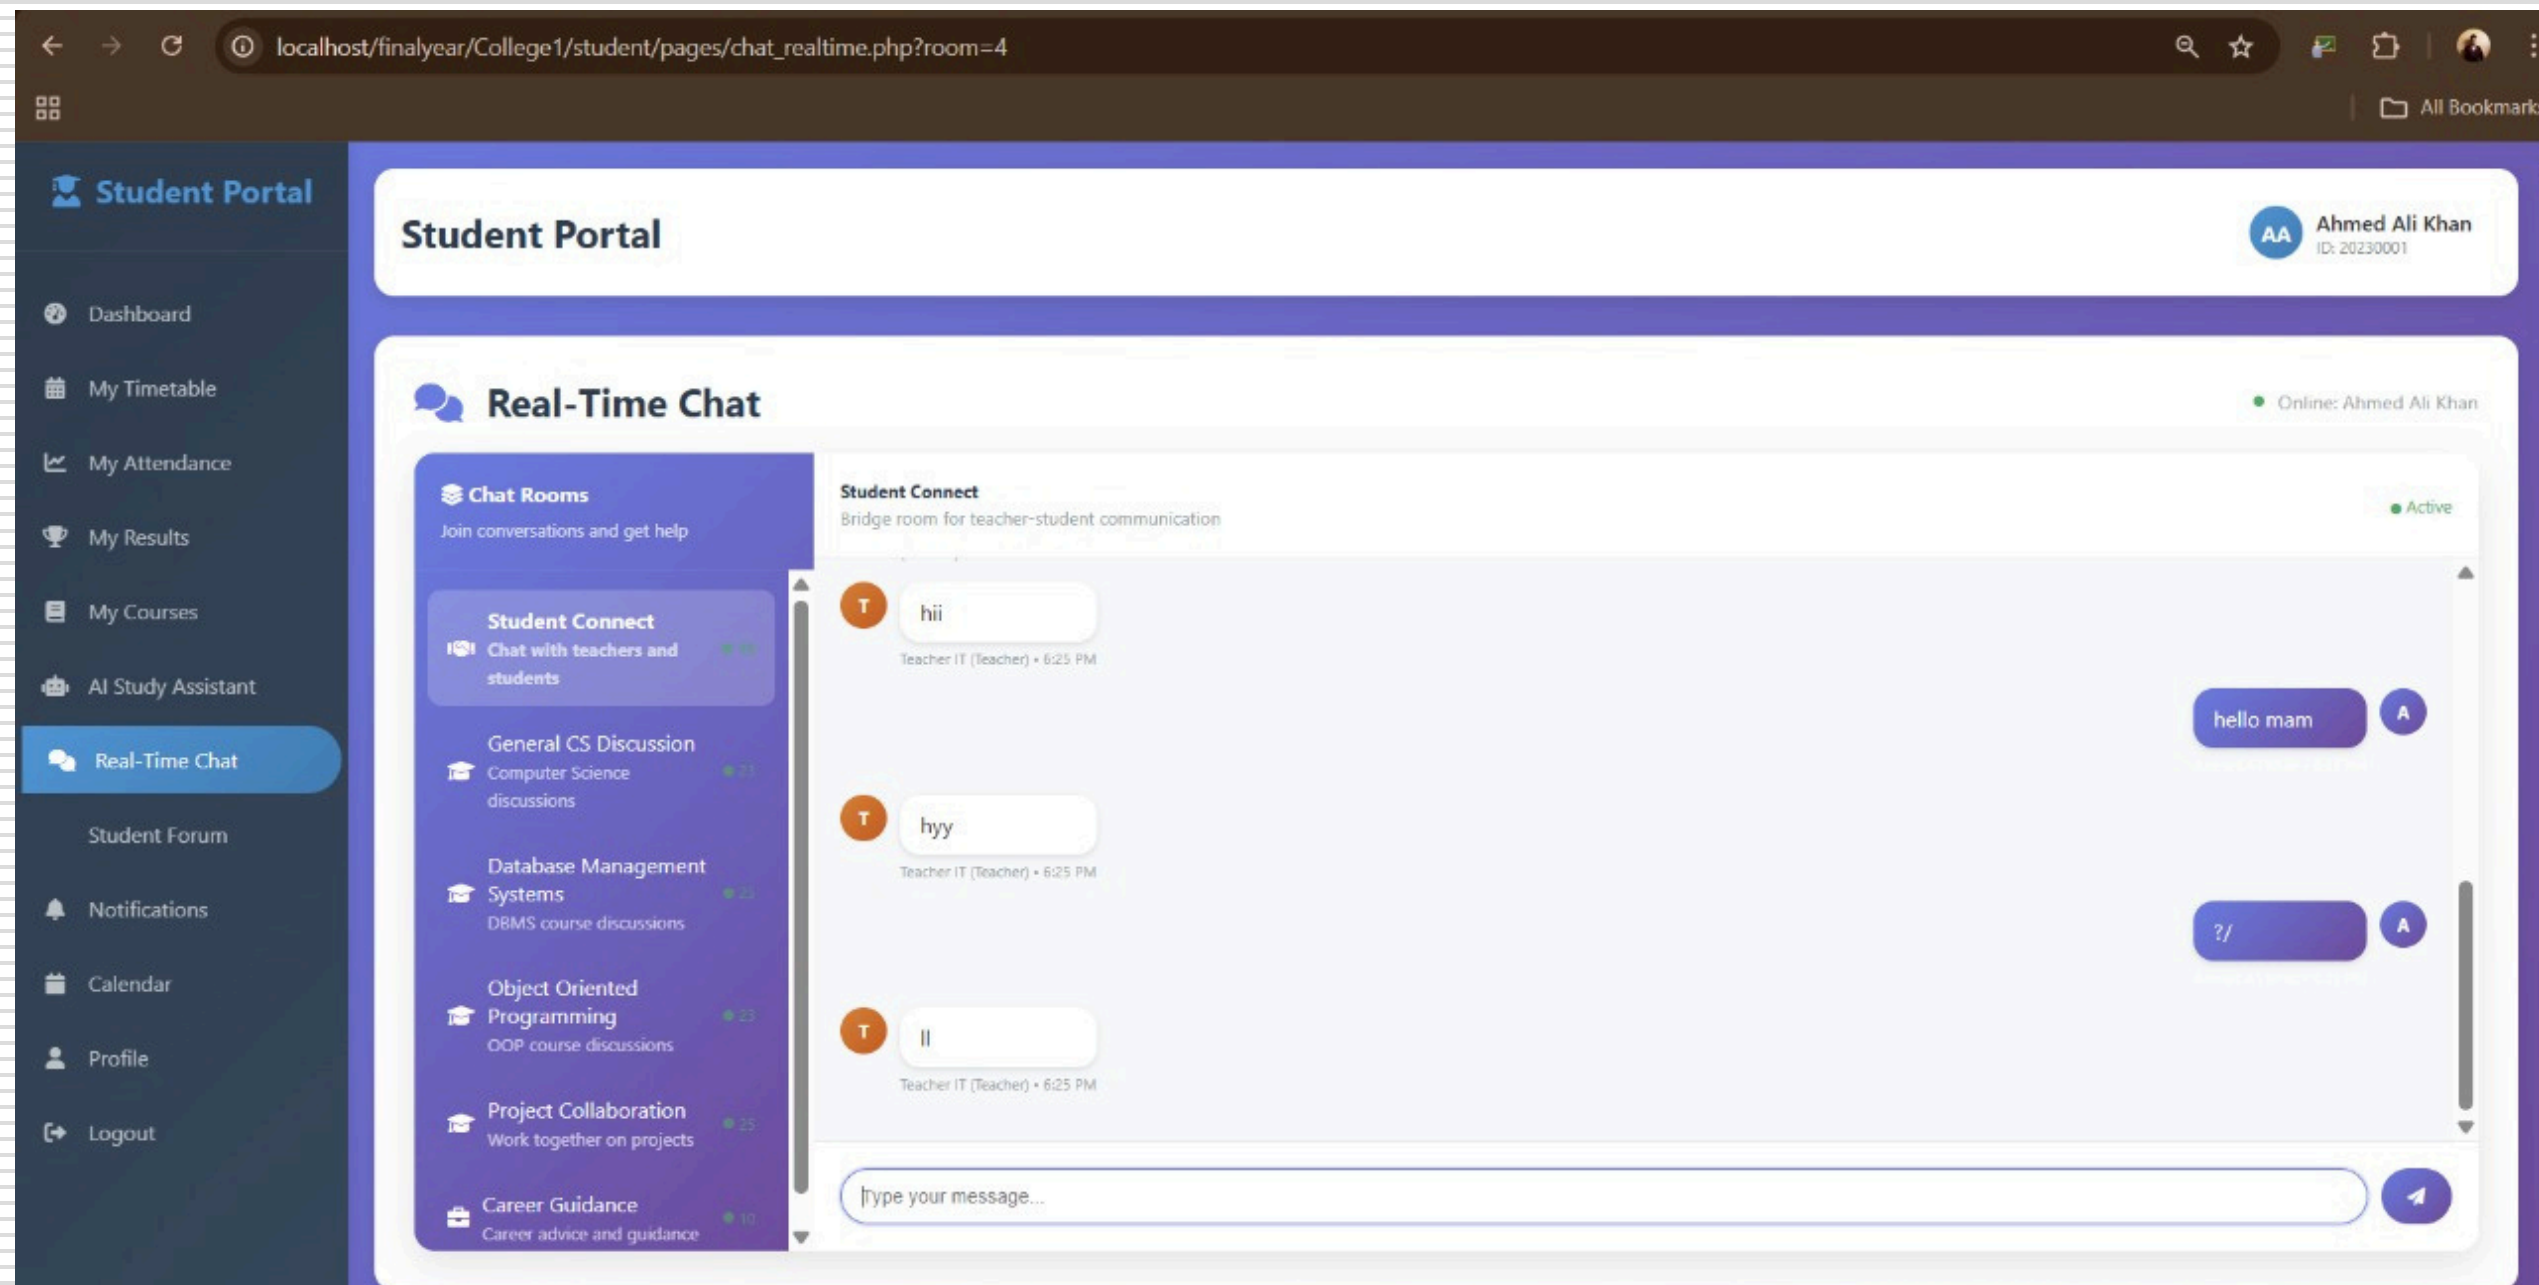 localhost/finalyear/College1/student/pages/chat_realtime.php?room=4
All Bookmark
Student Portal
Dashboard
My Timetable
My Attendance
My Results
My Courses
AI Study Assistant
Real-Time Chat
Student Forum
Notifications
Calendar
Profile
Logout
Student Portal
AA
Ahmed Ali Khan
ID: 20230001
Real-Time Chat
Online: Ahmed Ali Khan
Chat Rooms
Join conversations and get help
Student Connect
Chat with teachers and
students
General CS Discussion
Computer Science
discussions
23
Database Management
Systems
DBMS course discussions
25
Object Oriented
Programming
OOP course discussions
23
Project Collaboration
Work together on projects
25
Career Guidance
Career advice and guidance
10
Student Connect
Bridge room for teacher-student communication
Active
T
hii
Teacher IT (Teacher) • 6:25 PM
hello mam
A
T
hyy
Teacher IT (Teacher) • 6:25 PM
?/
A
T
ll
Teacher IT (Teacher) • 6:25 PM
Type your message...